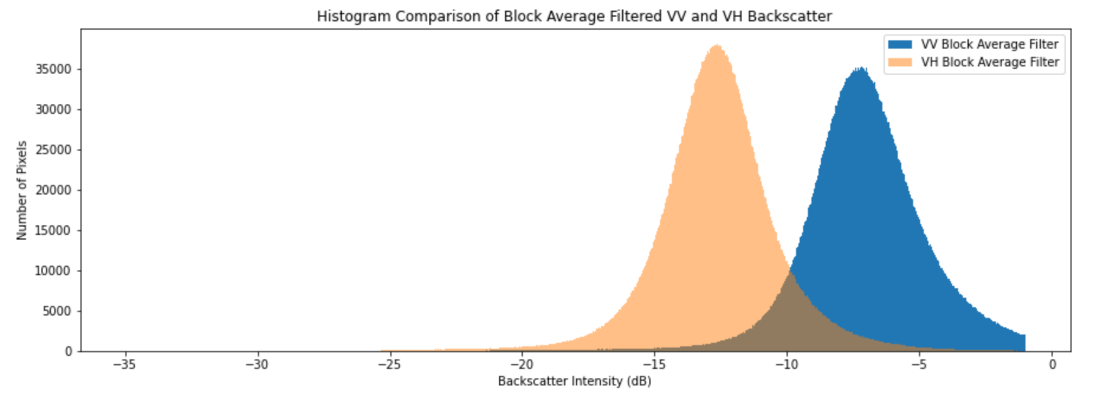 Histogram Comparison of Block Average Filtered VV and VH Backscatter
VV Block Average Filter
VH Block Average Filter
Number of Pixels
35000
30000
25000
20000
15000
10000
5000
0
−35 −30 −25 −20 −15 −10 −5 0
Backscatter Intensity (dB)